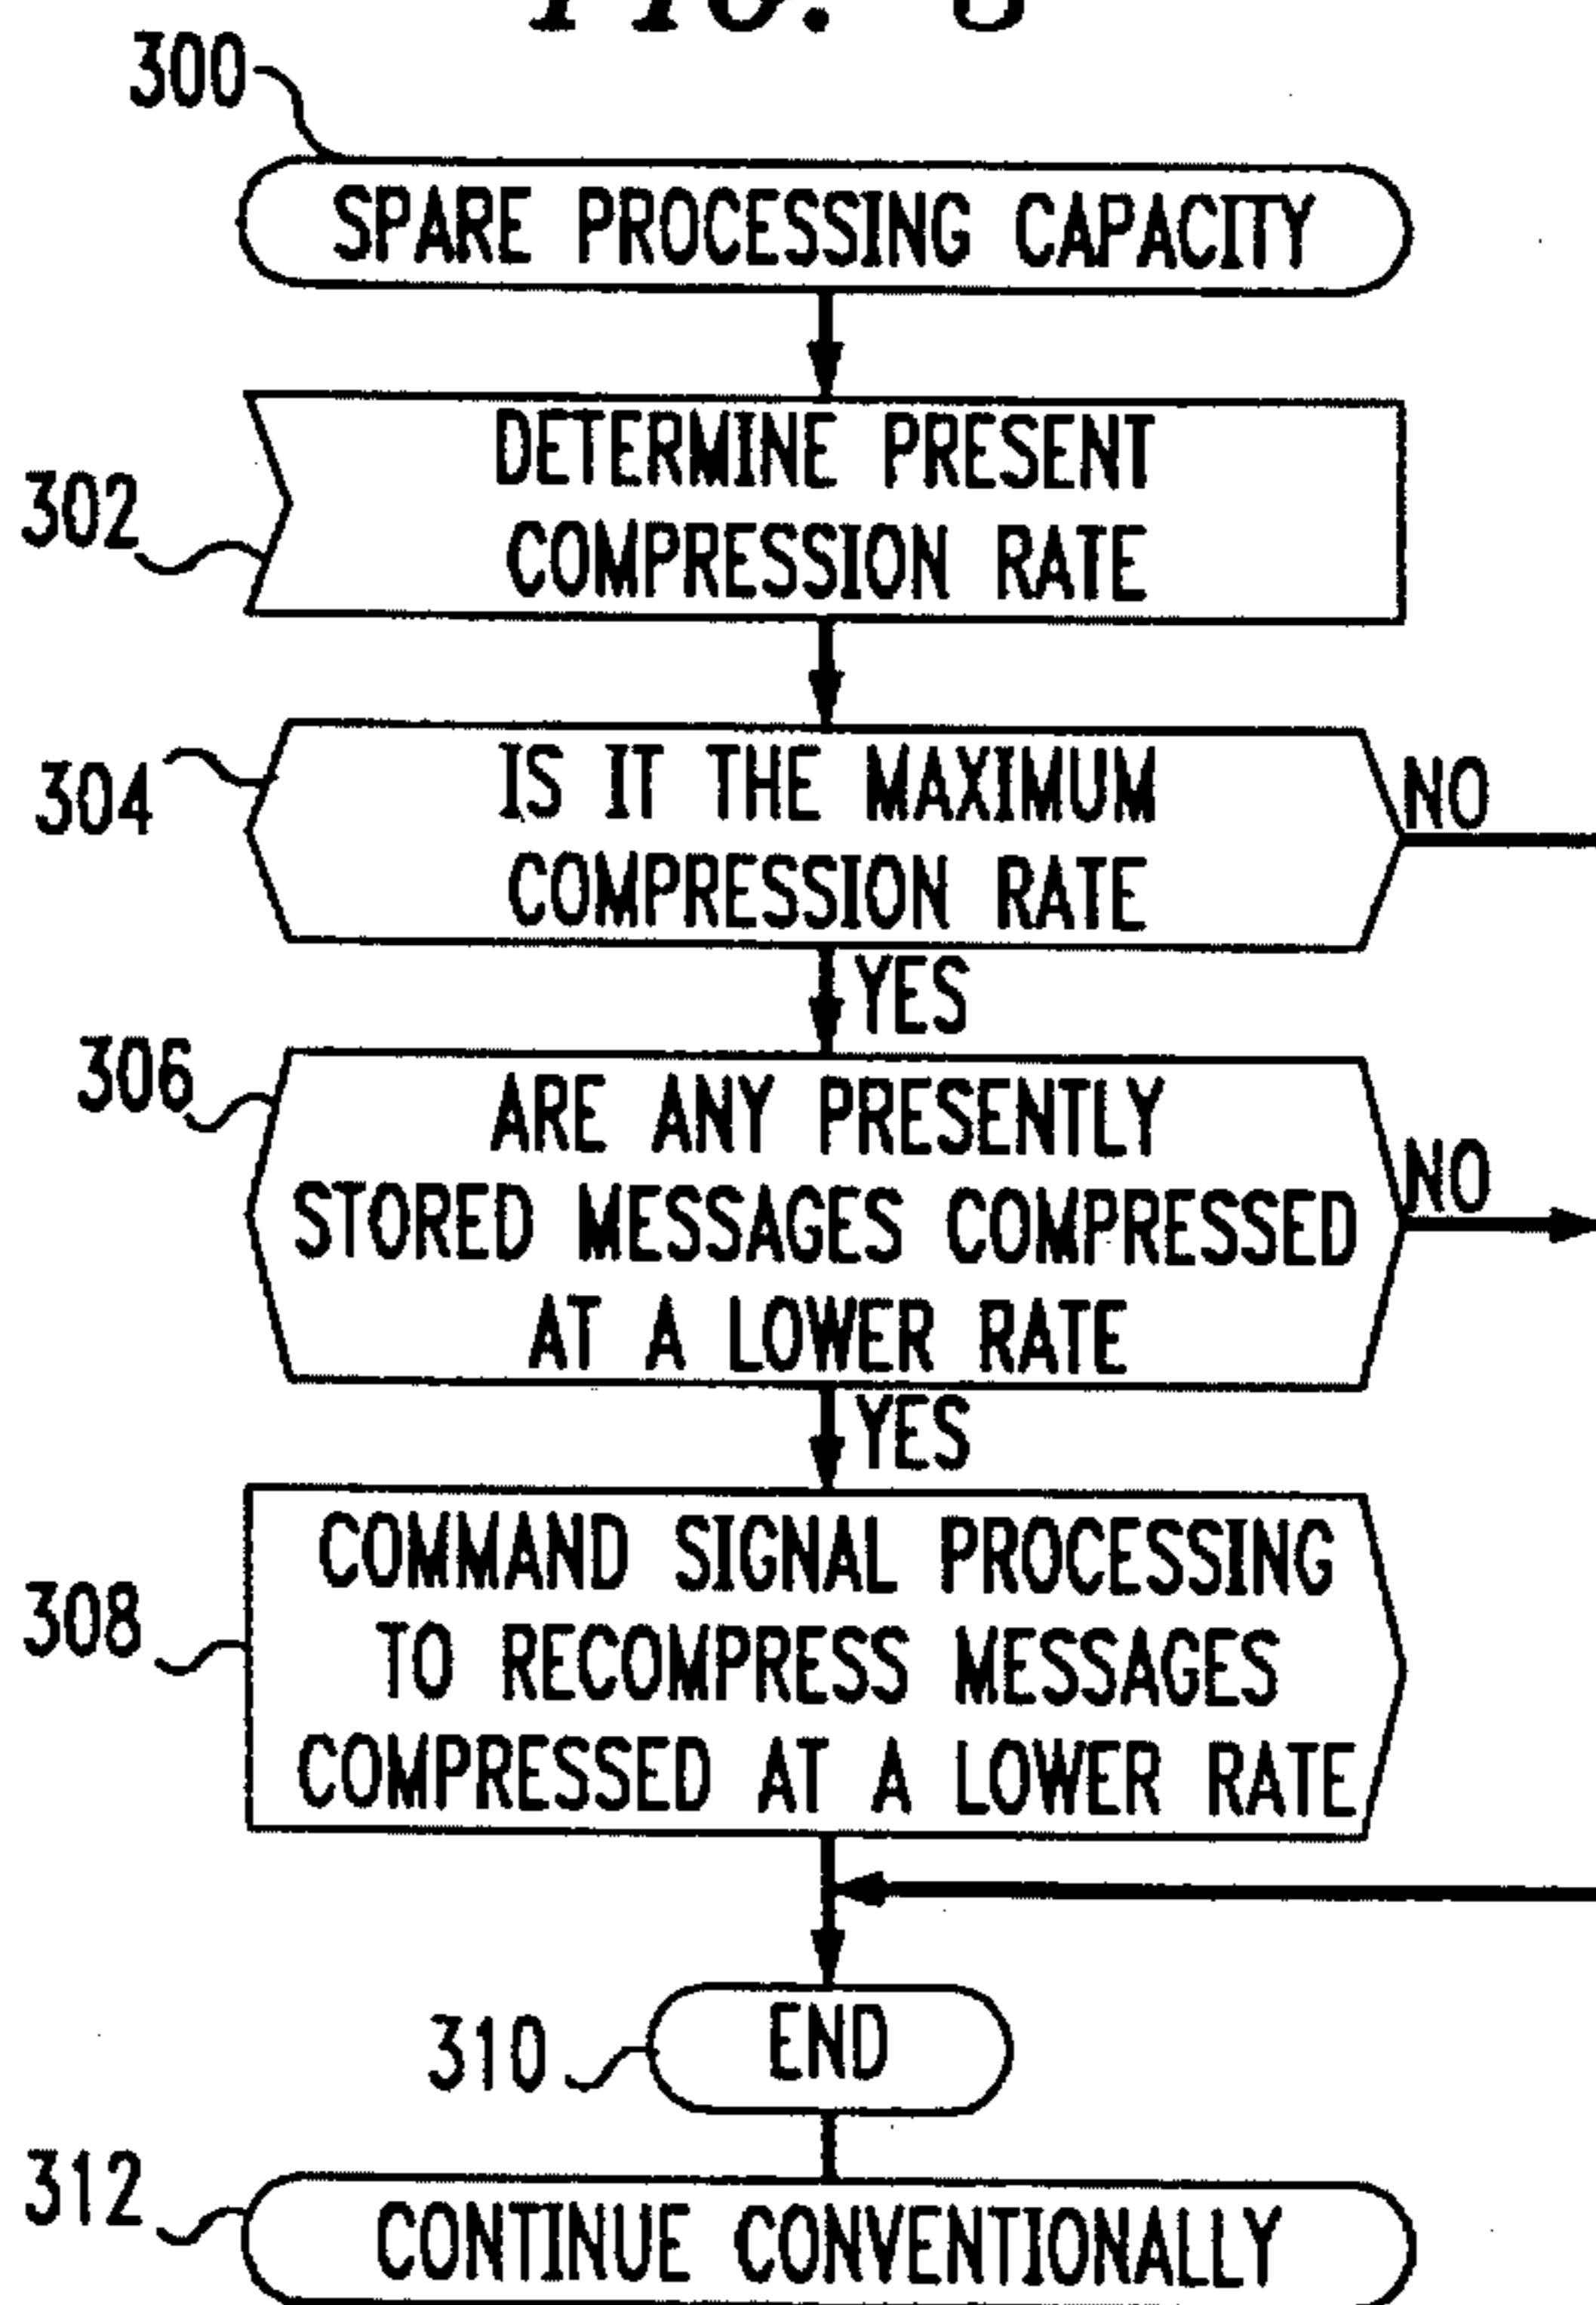 300
SPARE PROCESSING CAPACITY
302
DETERMINE PRESENT
COMPRESSION RATE
304
IS IT THE MAXIMUM
COMPRESSION RATE
NO
YES
306
ARE ANY PRESENTLY
STORED MESSAGES COMPRESSED
AT A LOWER RATE
NO
YES
308
COMMAND SIGNAL PROCESSING
TO RECOMPRESS MESSAGES
COMPRESSED AT A LOWER RATE
310
END
312
CONTINUE CONVENTIONALLY